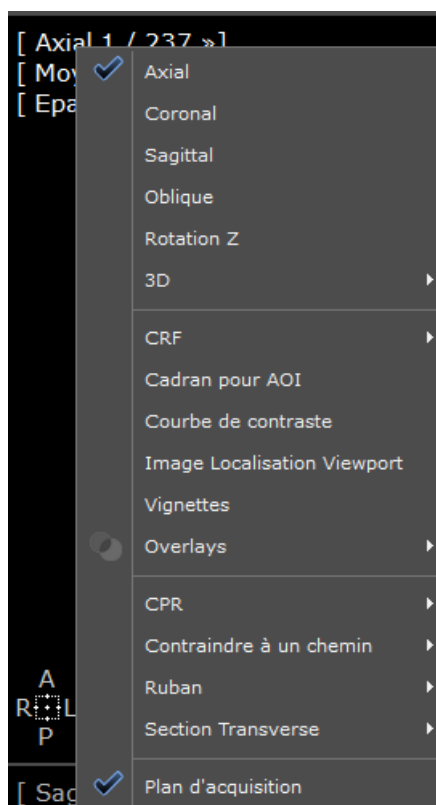 [ Axial 1 / 237 »]
[ Moy
[ Epa
Axial
Coronal
Sagittal
Oblique
Rotation Z
3D
CRF
Cadran pour AOI
Courbe de contraste
Image Localisation Viewport
Vignettes
Overlays
CPR
Contraindre à un chemin
Ruban
Section Transverse
Plan d'acquisition
A
R L
P
[ Sag